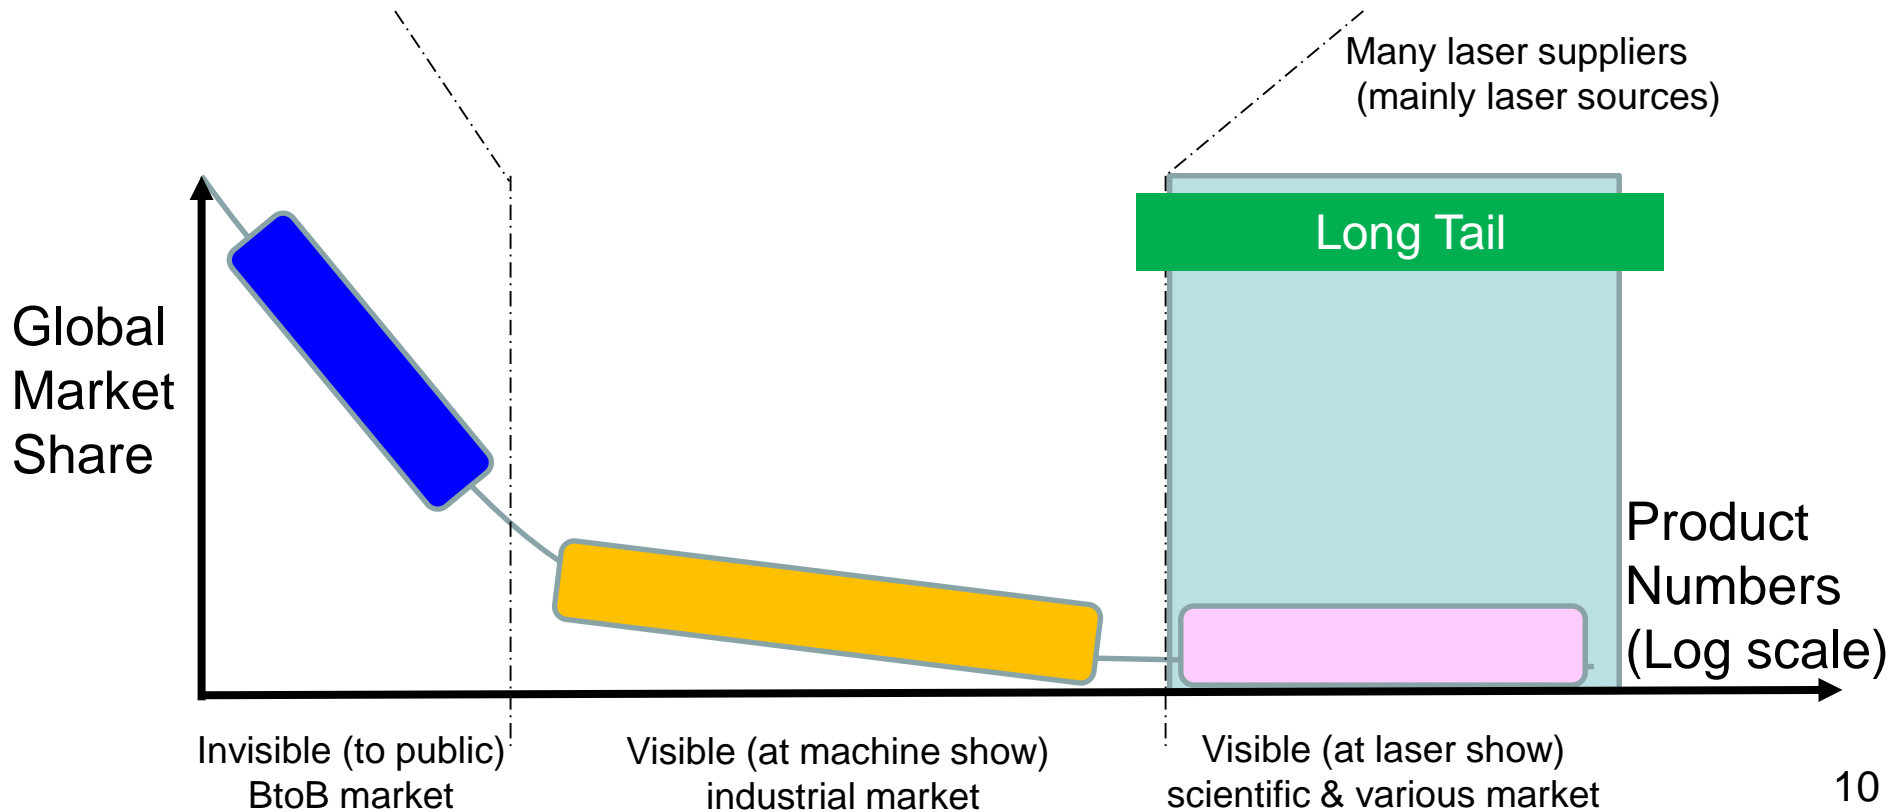 Many laser suppliers
(mainly laser sources)
Long Tail
Global
Market
Share
Product
Numbers
(Log scale)
Invisible (to public)
BtoB market
Visible (at machine show)
industrial market
Visible (at laser show)
scientific & various market
10